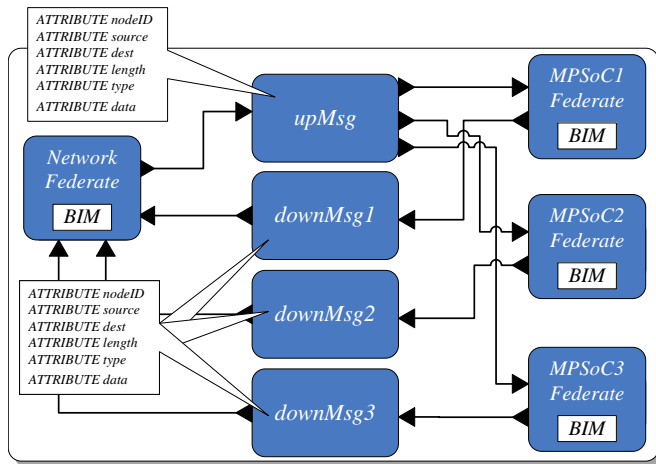 ATTRIBUTE nodeID
ATTRIBUTE source
ATTRIBUTE dest
ATTRIBUTE length
ATTRIBUTE type
ATTRIBUTE data
upMsg
MPSoC1
Federate
BIM
Network
Federate
BIM
downMsg1
MPSoC2
Federate
BIM
ATTRIBUTE nodeID
ATTRIBUTE source
ATTRIBUTE dest
ATTRIBUTE length
ATTRIBUTE type
ATTRIBUTE data
downMsg2
downMsg3
MPSoC3
Federate
BIM